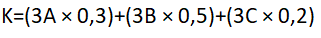 K=(3A × 0,3)+(3B × 0,5)+(3C × 0,2)